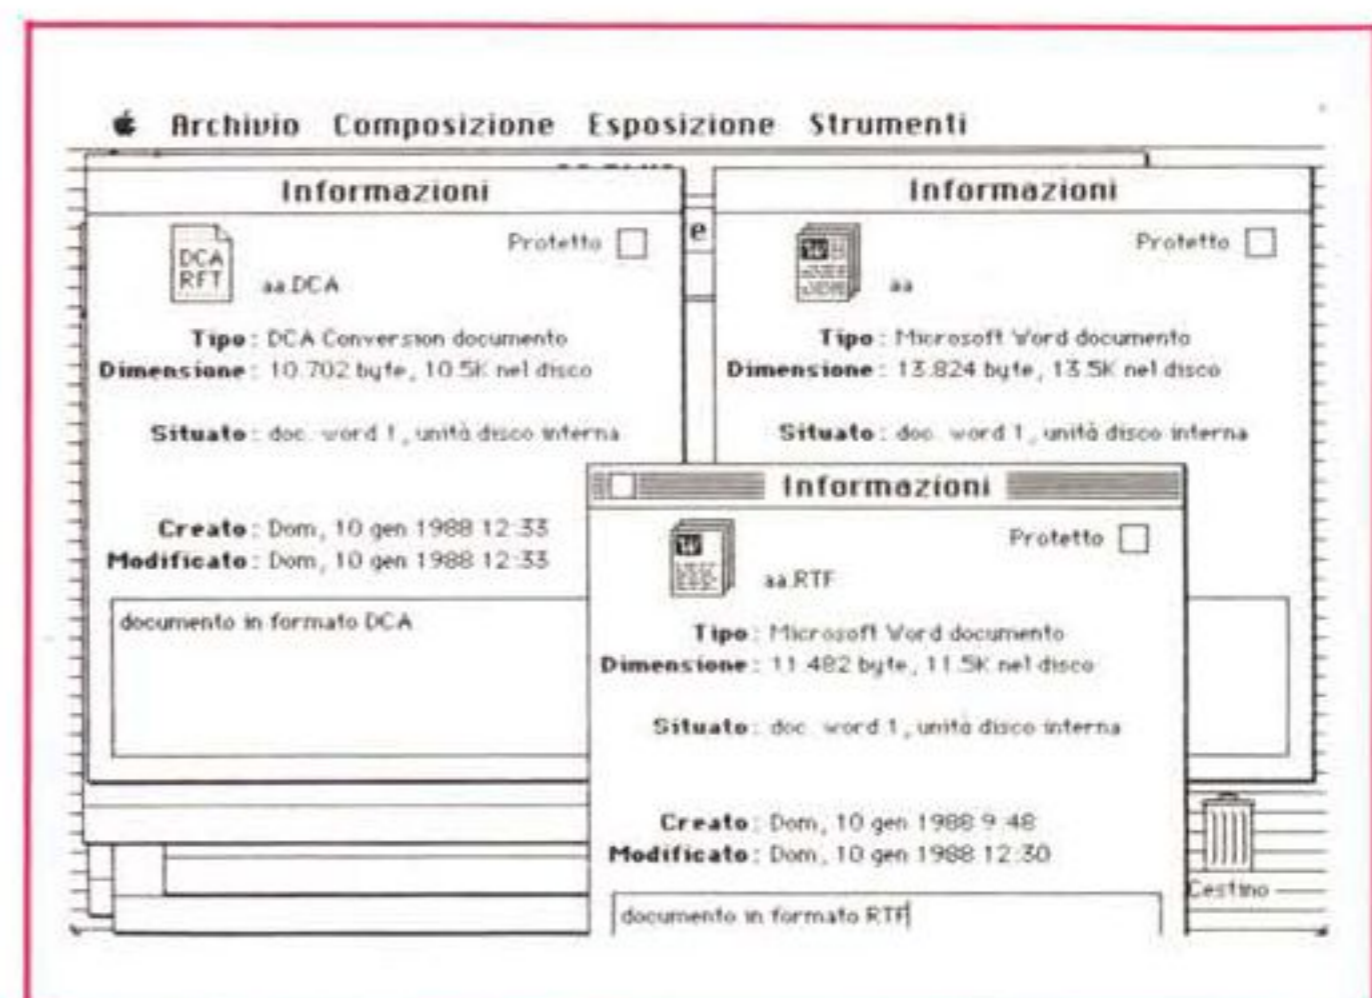 Archivio Composizione Esposizione Strumenti
Informazioni
DCA
RFT
aa.DCA
Protetto
Tipo: DCA Conversion documento
Dimensione: 10.702 byte, 10.5K nel disco
Situato: doc. word 1, unità disco interna
Creato: Dom, 10 gen 1988 12:33
Modificato: Dom, 10 gen 1988 12:33
documento in formato DCA
e
Informazioni
W
aa
Protetto
Tipo: Microsoft Word documento
Dimensione: 13.824 byte, 13.5K nel disco
Situato: doc. word 1, unità disco interna
Informazioni
W
aa.RTF
Protetto
Tipo: Microsoft Word documento
Dimensione: 11.482 byte, 11.5K nel disco
Situato: doc. word 1, unità disco interna
Creato: Dom, 10 gen 1988 9:48
Modificato: Dom, 10 gen 1988 12:30
documento in formato RTF
Cestino